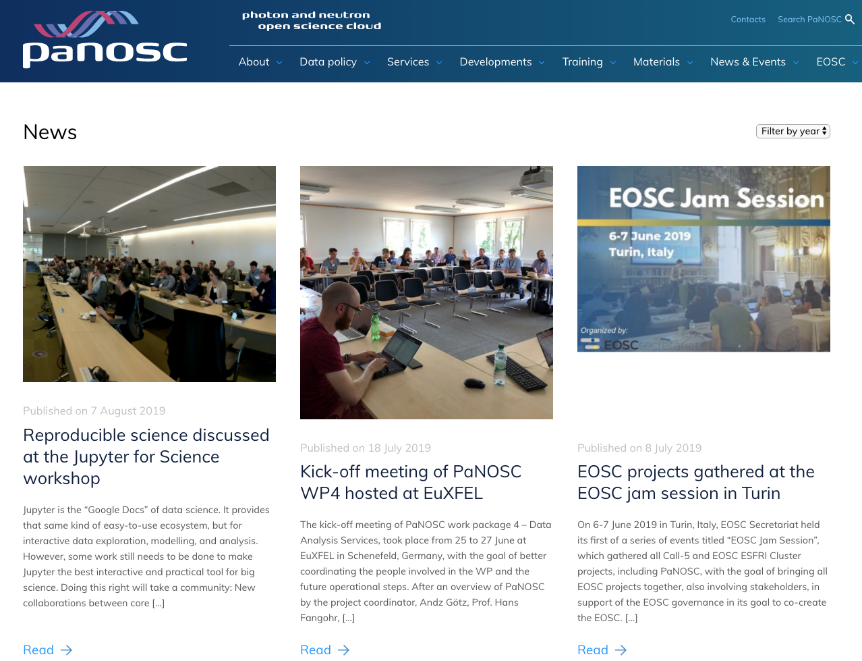 photon and neutron
open science cloud
panosc
Contacts Search PaNOSC
About Data policy Services Developments Training Materials News & Events EOSC
News
Filter by year
EOSC Jam Session
6-7 June 2019
Turin, Italy
Organized by:
EOSC
Published on 7 August 2019
Reproducible science discussed
at the Jupyter for Science
workshop
Jupyter is the “Google Docs” of data science. It provides
that same kind of easy-to-use ecosystem, but for
interactive data exploration, modelling, and analysis.
However, some work still needs to be done to make
Jupyter the best interactive and practical tool for big
science. Doing this right will take a community: New
collaborations between core [...]
Read
Published on 18 July 2019
Kick-off meeting of PaNOSC
WP4 hosted at EuXFEL
The kick-off meeting of PaNOSC work package 4 – Data
Analysis Services, took place from 25 to 27 June at
EuXFEL in Schenefeld, Germany, with the goal of better
coordinating the people involved in the WP and the
future operational steps. After an overview of PaNOSC
by the project coordinator, Andz Götz, Prof. Hans
Fangohr, [...]
Read
Published on 8 July 2019
EOSC projects gathered at the
EOSC jam session in Turin
On 6-7 June 2019 in Turin, Italy, EOSC Secretariat held
its first of a series of events titled “EOSC Jam Session”,
which gathered all Call-5 and EOSC ESFRI Cluster
projects, including PaNOSC, with the goal of bringing all
EOSC projects together, also involving stakeholders, in
support of the EOSC governance in its goal to co-create
the EOSC. [...]
Read